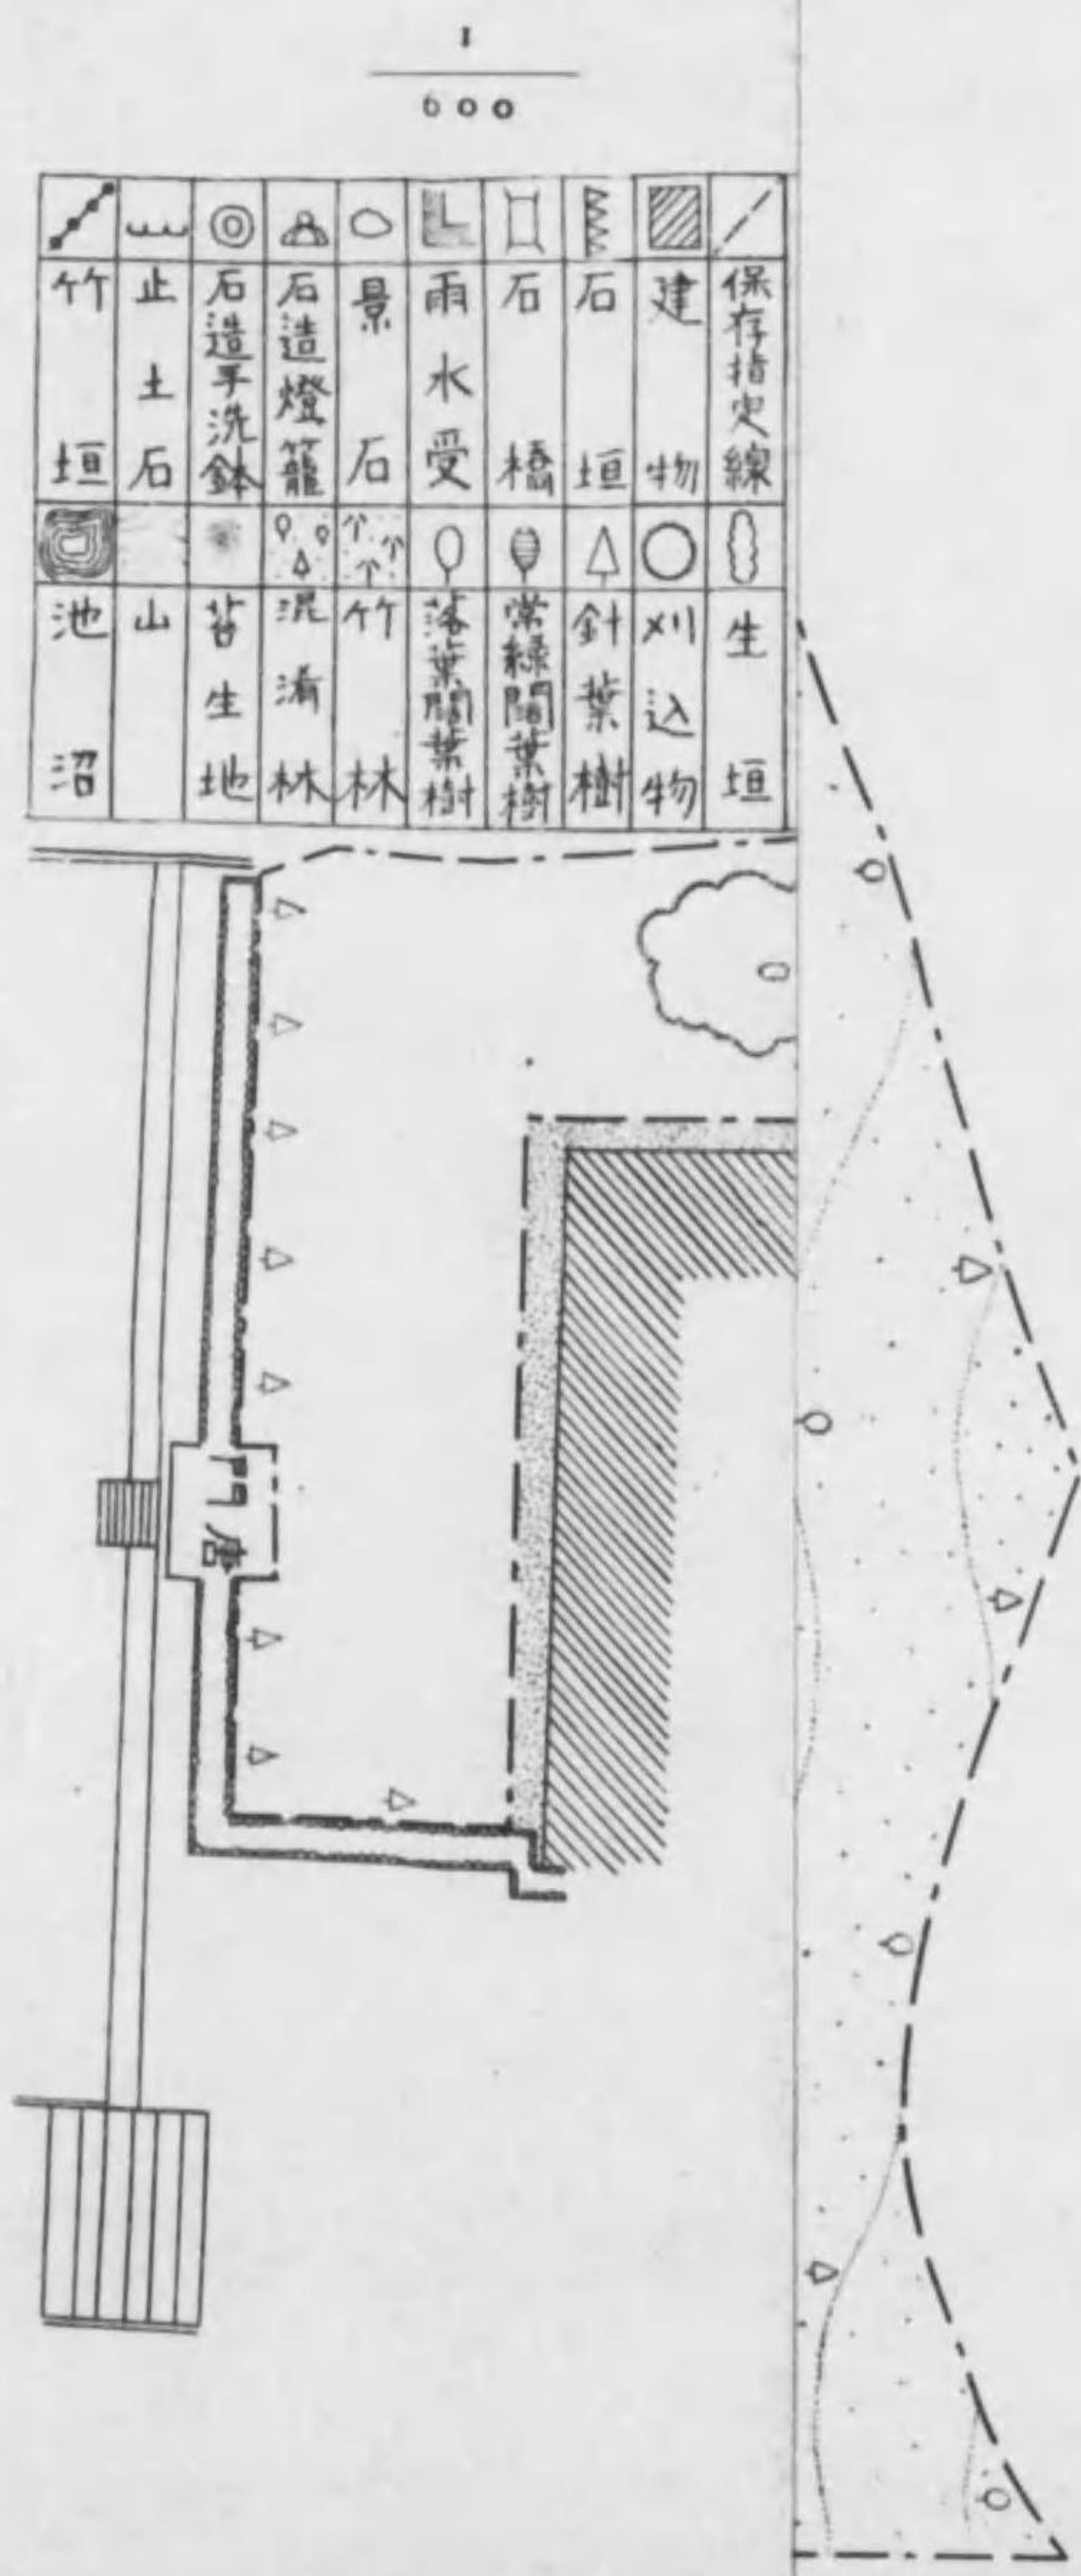 1
600
保存指定線
建物
石垣
石橋
雨水受
景石
石造燈籠
石造手洗鉢
止土石
竹垣
生垣
刈込物
針葉樹
常緑闊葉樹
落葉闊葉樹
竹林
混淆林
苔生地
山
池沼
唐門